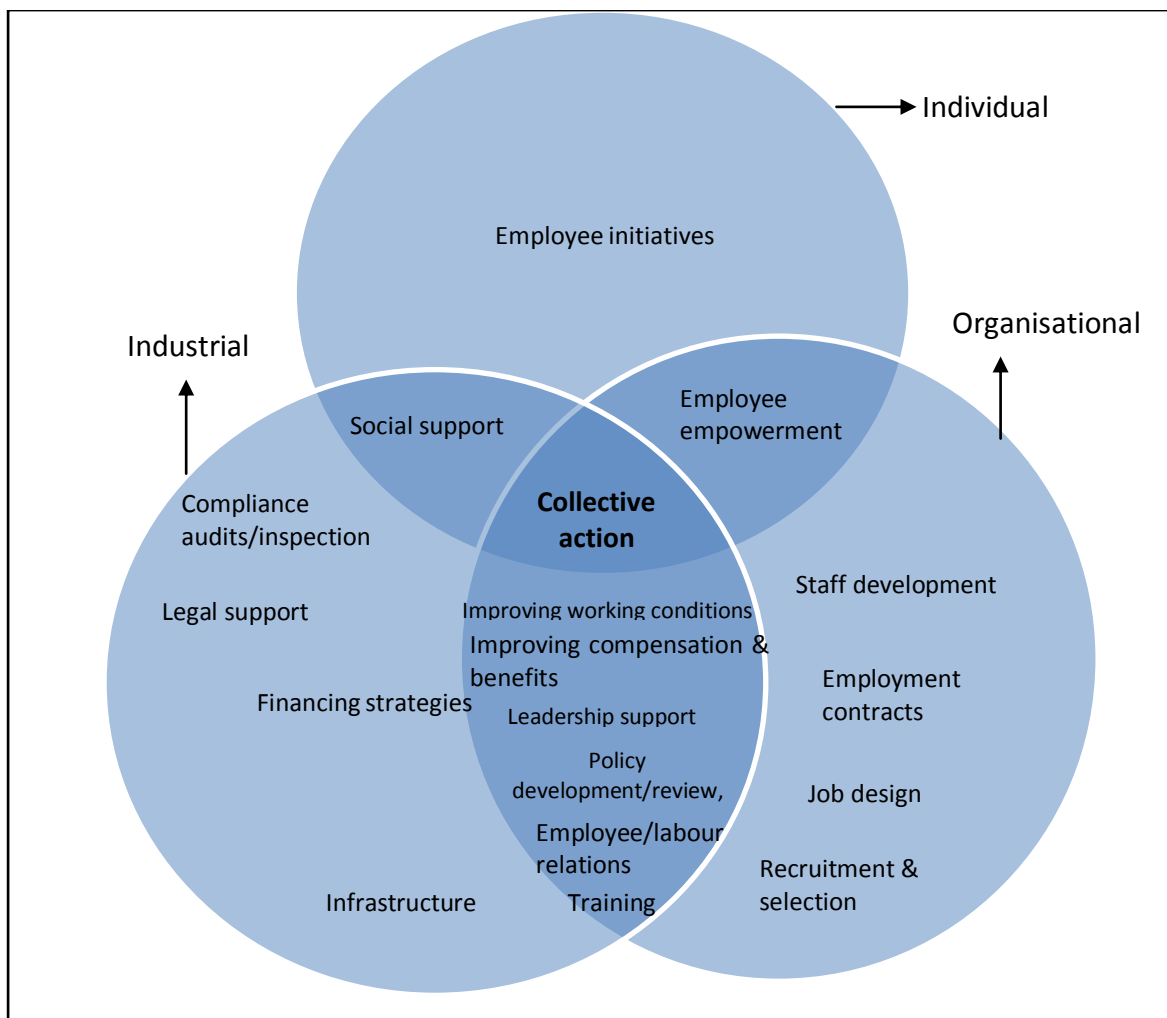 Individual
Employee initiatives
Organisational
Industrial
Employee
empowerment
Social support
Compliance
audits/inspection
Collective
action
Staff development
Legal support
Improving working conditions
Improving compensation &
benefits
Employment
contracts
Financing strategies
Leadership support
Policy
development/review,
Job design
Employee/labour
relations
Recruitment &
selection
Infrastructure
Training